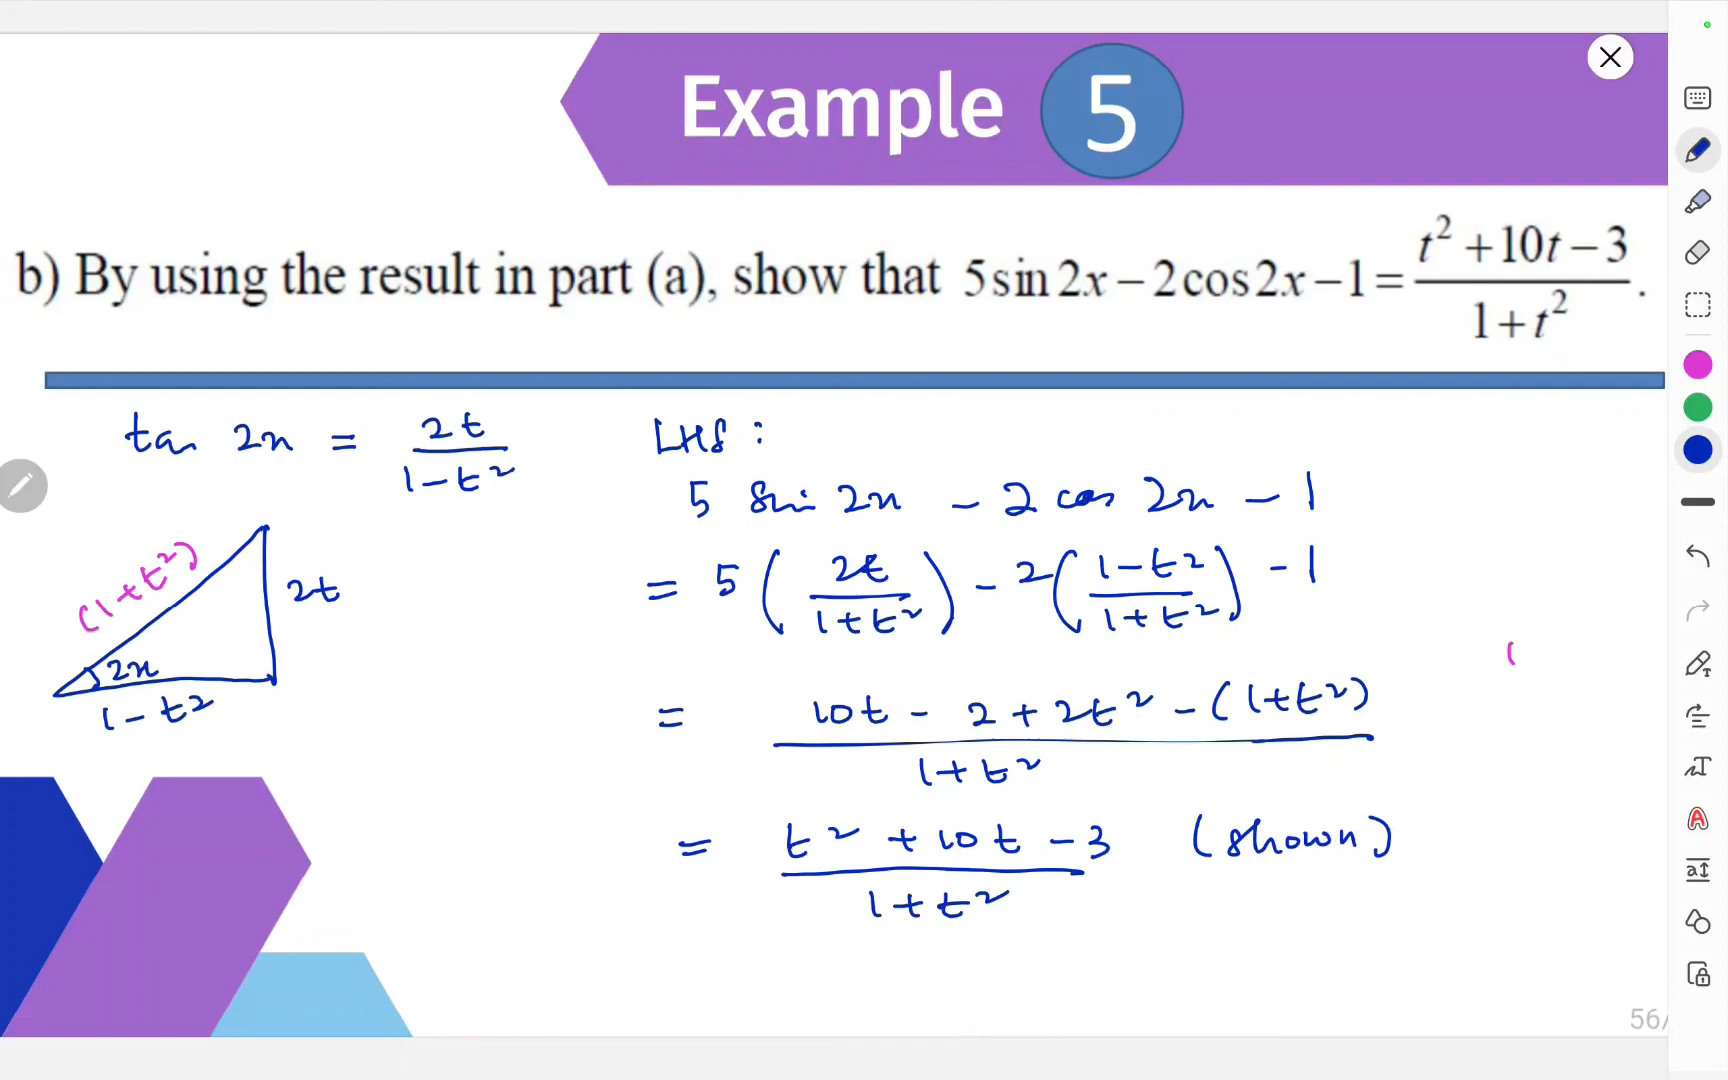 Example 5
b) By using the result in part (a), show that 5sin2x−2cos2x−1=(t²+10t−3)/(1+t²).
tan 2x = 2t/(1−t²)
(1+t²)
2t
2x
1−t²
LHS :
5 sin 2x − 2 cos 2x − 1
= 5(2t/(1+t²)) − 2((1−t²)/(1+t²)) − 1
(
= (10t − 2 + 2t² − (1+t²))/(1+t²)
= (t² + 10t − 3)/(1+t²) (shown)
56/